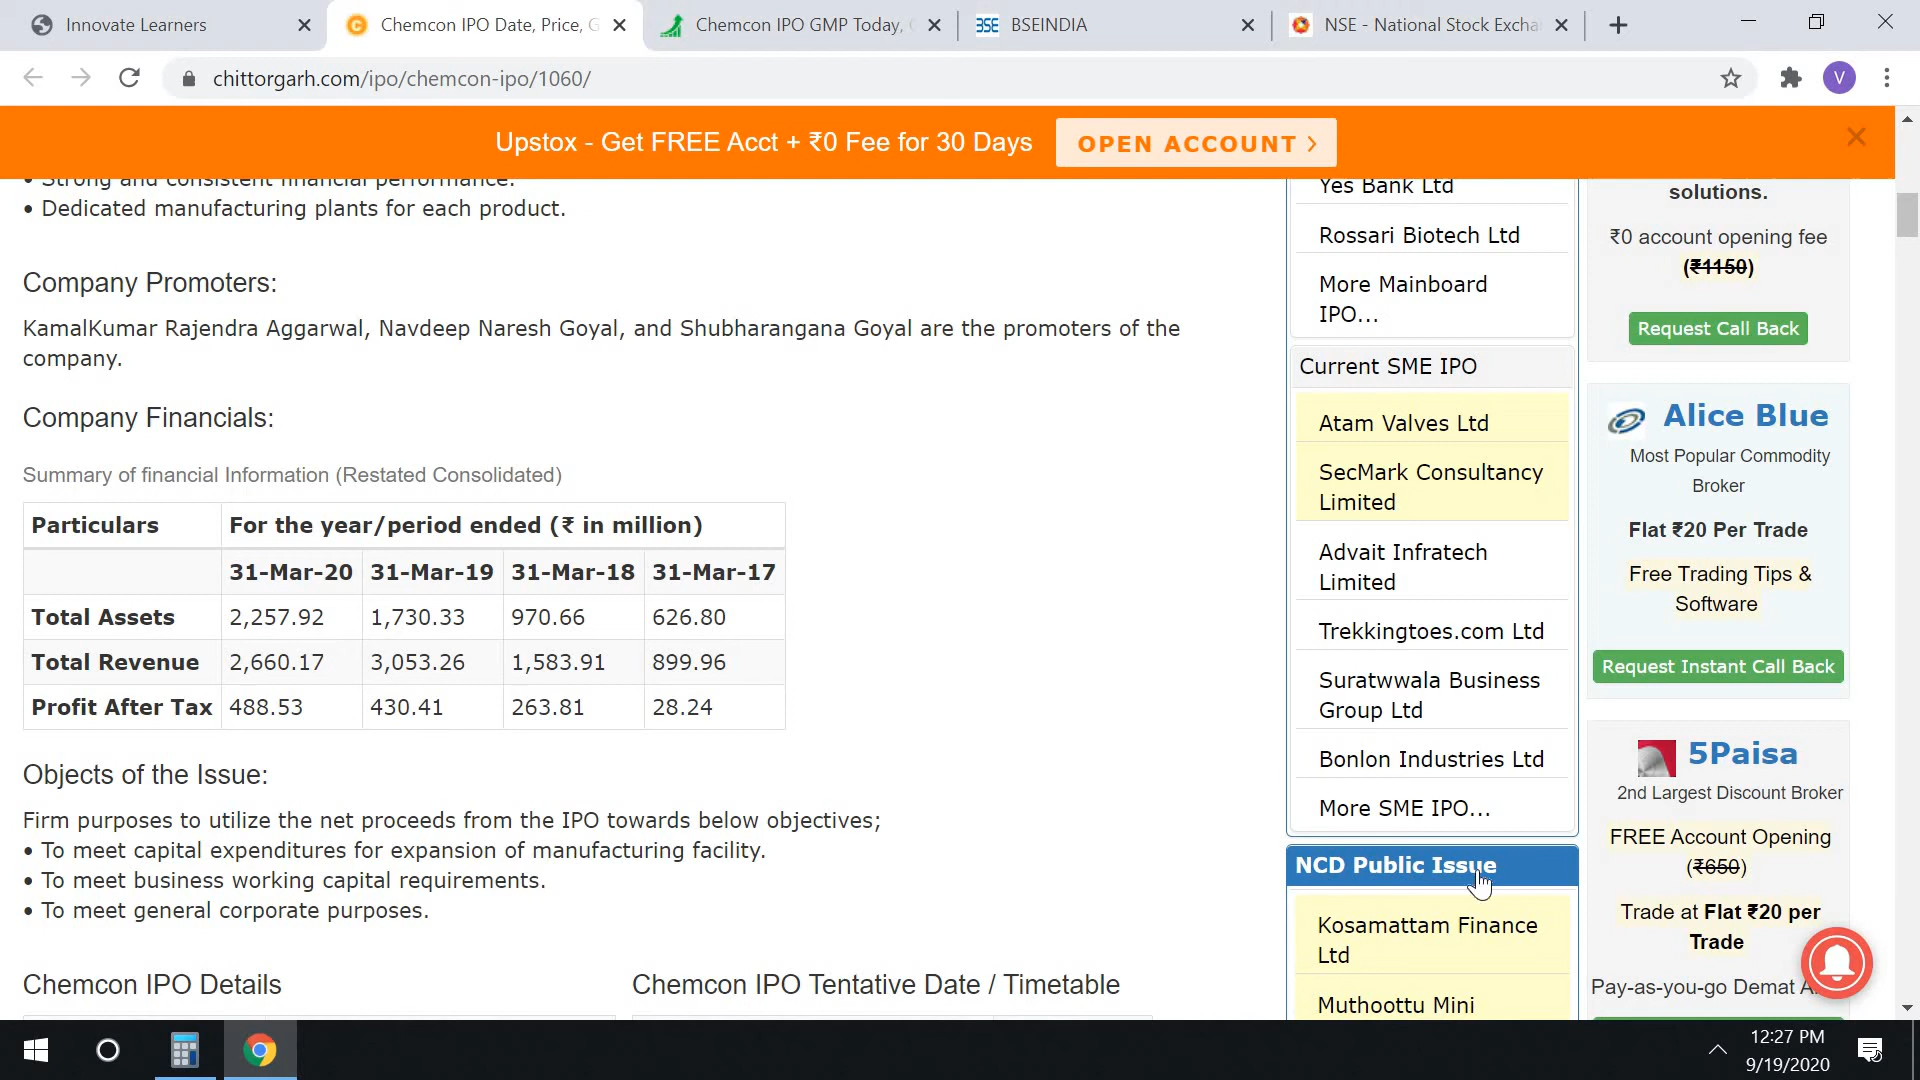 Innovate Learners
Chemcon IPO Date, Price, G
Chemcon IPO GMP Today,
BSE BSEINDIA
NSE - National Stock Excha
chittorgarh.com/ipo/chemcon-ipo/1060/
V
Upstox - Get FREE Acct + ₹0 Fee for 30 Days
OPEN ACCOUNT >
• Strong and consistent financial performance.
• Dedicated manufacturing plants for each product.
Company Promoters:
KamalKumar Rajendra Aggarwal, Navdeep Naresh Goyal, and Shubharangana Goyal are the promoters of the
company.
Company Financials:
Summary of financial Information (Restated Consolidated)
Particulars For the year/period ended (₹ in million)
31-Mar-20 31-Mar-19 31-Mar-18 31-Mar-17
Total Assets 2,257.92 1,730.33 970.66 626.80
Total Revenue 2,660.17 3,053.26 1,583.91 899.96
Profit After Tax 488.53 430.41 263.81 28.24
Objects of the Issue:
Firm purposes to utilize the net proceeds from the IPO towards below objectives;
• To meet capital expenditures for expansion of manufacturing facility.
• To meet business working capital requirements.
• To meet general corporate purposes.
Chemcon IPO Details
Chemcon IPO Tentative Date / Timetable
Yes Bank Ltd
Rossari Biotech Ltd
More Mainboard
IPO...
Current SME IPO
Atam Valves Ltd
SecMark Consultancy
Limited
Advait Infratech
Limited
Trekkingtoes.com Ltd
Suratwwala Business
Group Ltd
Bonlon Industries Ltd
More SME IPO...
NCD Public Issue
Kosamattam Finance
Ltd
Muthoottu Mini
solutions.
₹0 account opening fee
(₹1150)
Request Call Back
Alice Blue
Most Popular Commodity
Broker
Flat ₹20 Per Trade
Free Trading Tips &
Software
Request Instant Call Back
5Paisa
2nd Largest Discount Broker
FREE Account Opening
(₹650)
Trade at Flat ₹20 per
Trade
Pay-as-you-go Demat
12:27 PM
9/19/2020